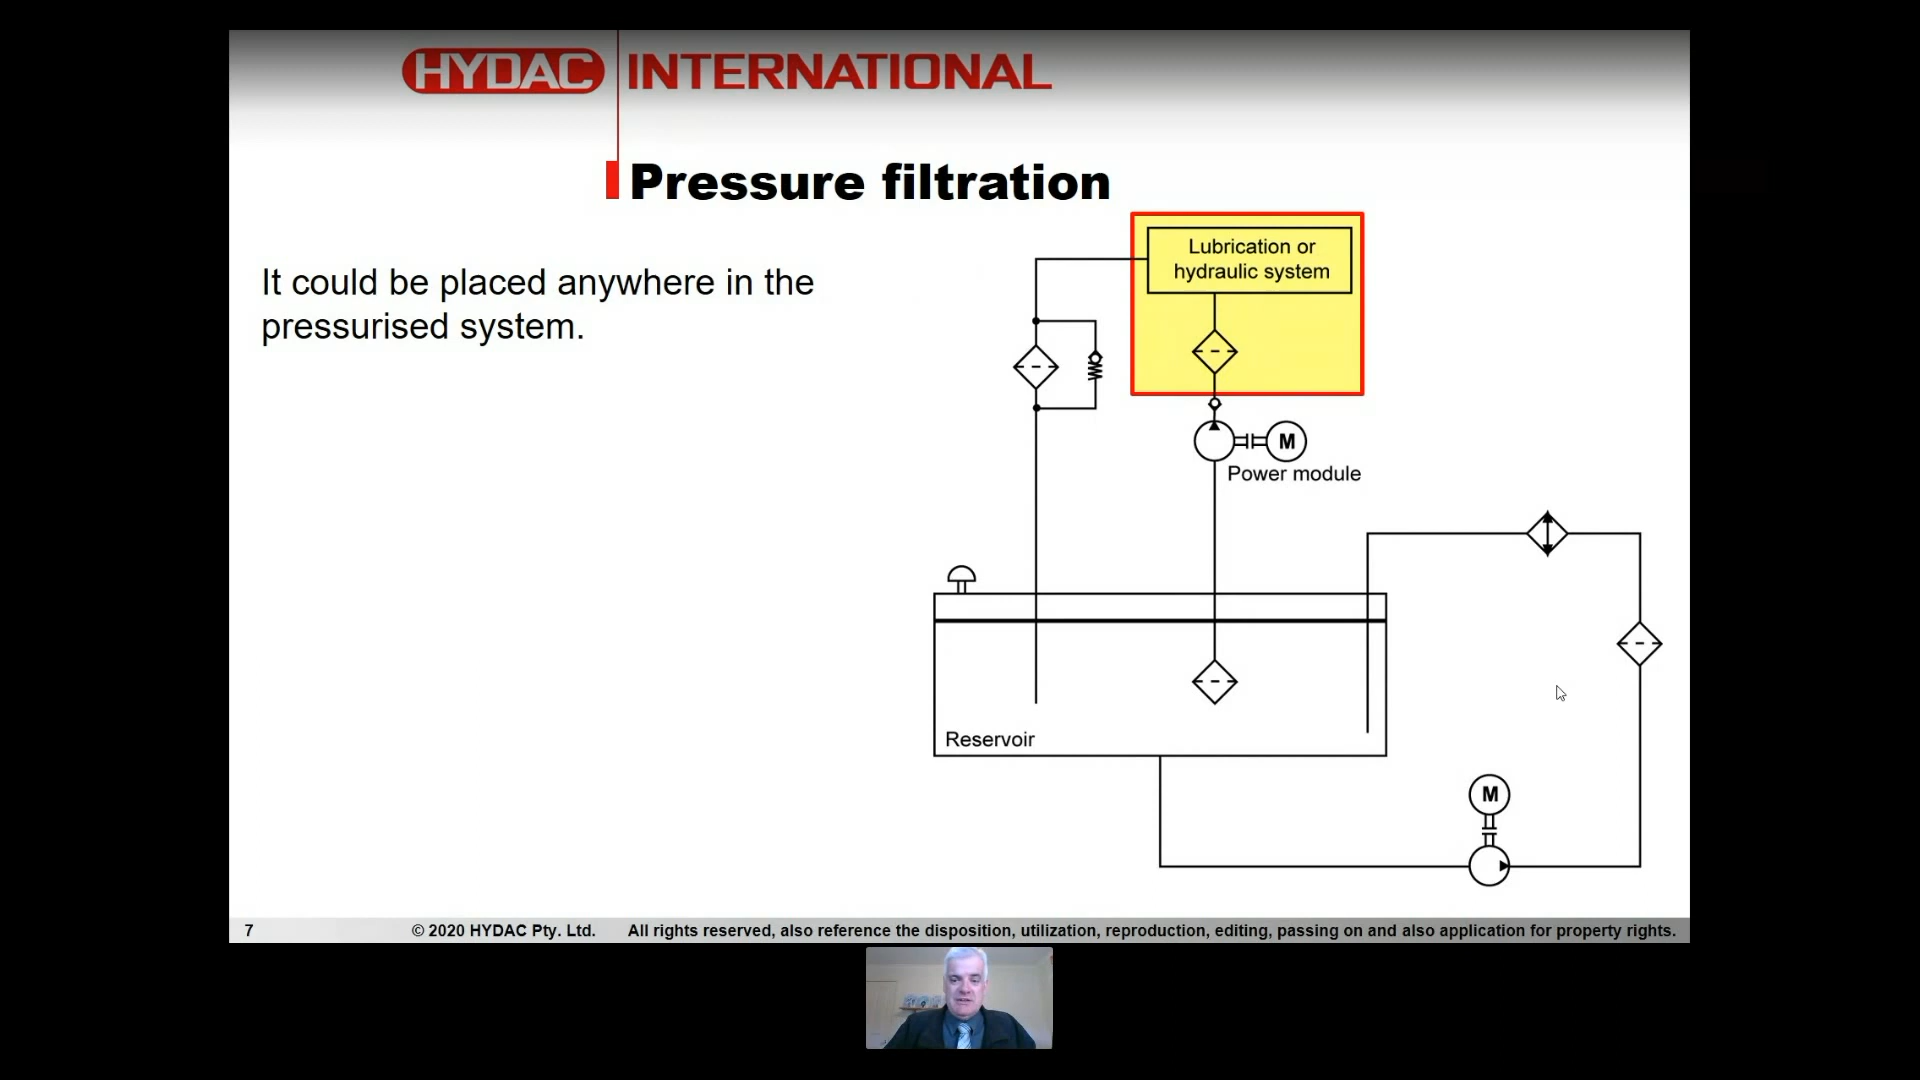 HYDAC INTERNATIONAL
Pressure filtration
It could be placed anywhere in the
pressurised system.
Lubrication or
hydraulic system
M
Power module
Reservoir
M
7 © 2020 HYDAC Pty. Ltd. All rights reserved, also reference the disposition, utilization, reproduction, editing, passing on and also application for property rights.